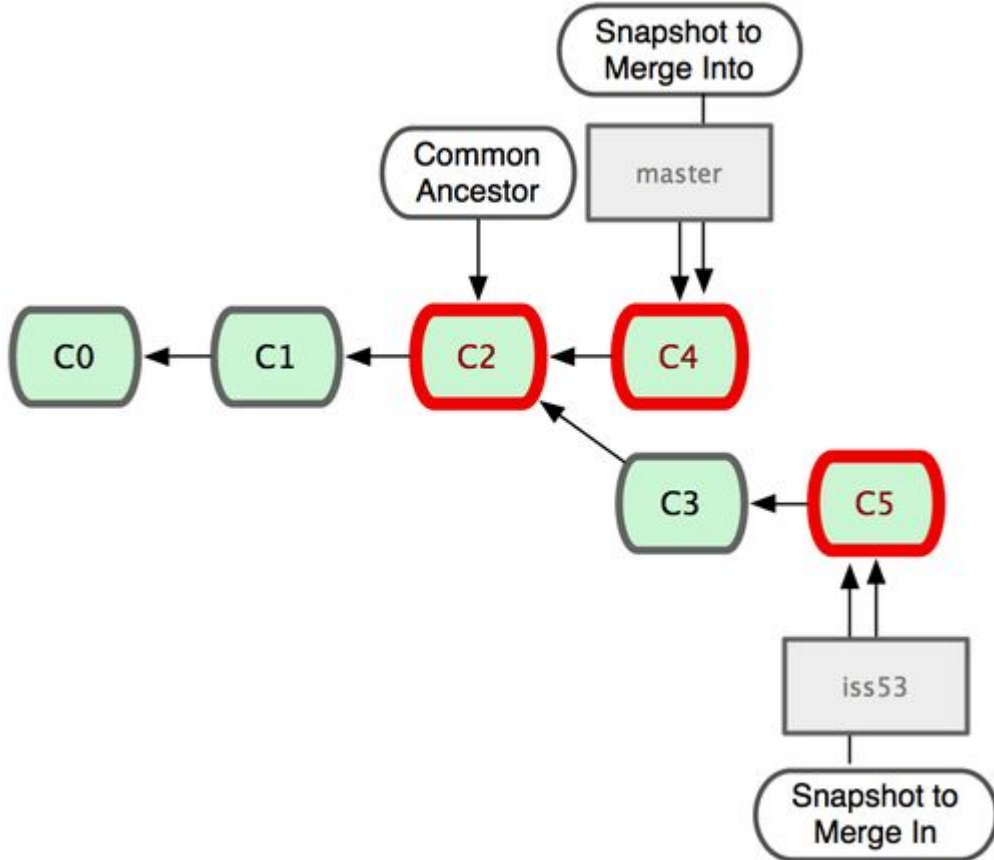 Snapshot to
Merge Into
Common
Ancestor
master
C0
C1
C2
C4
C3
C5
iss53
Snapshot to
Merge In